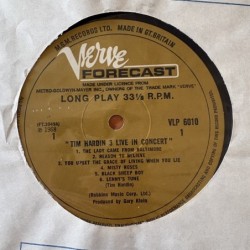 MGM RECORDS LTD. MADE IN GT. BRITAIN
Verve
FORECAST
MADE UNDER LICENCE FROM
METRO-GOLDWYN-MAYER INC., OWNERS OF THE TRADE MARK "VERVE"
LONG PLAY 33⅓ R.P.M.
VLP 6010
℗ 1968
1
1
"TIM HARDIN 3 LIVE IN CONCERT"
1. THE LADY CAME FROM BALTIMORE
2. REASON TO BELIEVE
3. YOU UPSET THE GRACE OF LIVING WHEN YOU LIE
4. MISTY ROSES
5. BLACK SHEEP BOY
6. LENNY'S TUNE
(Tim Hardin)
Produced by Gary Klein